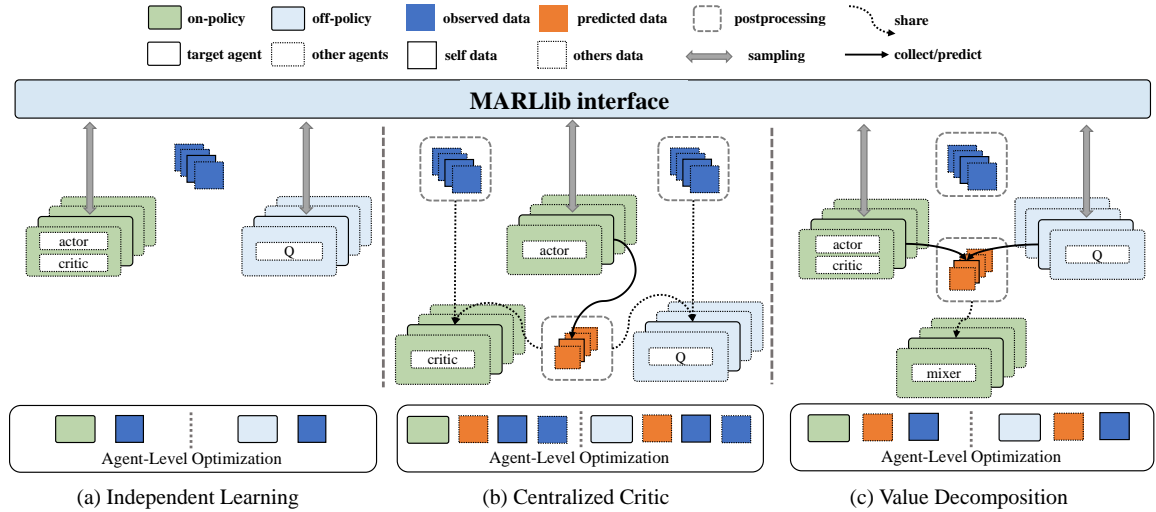 on-policy off-policy observed data predicted data postprocessing share
target agent other agents self data others data sampling collect/predict
MARLlib interface
actor
critic
Q
actor
critic
Q
actor
critic
Q
mixer
Agent-Level Optimization
Agent-Level Optimization
Agent-Level Optimization
(a) Independent Learning
(b) Centralized Critic
(c) Value Decomposition